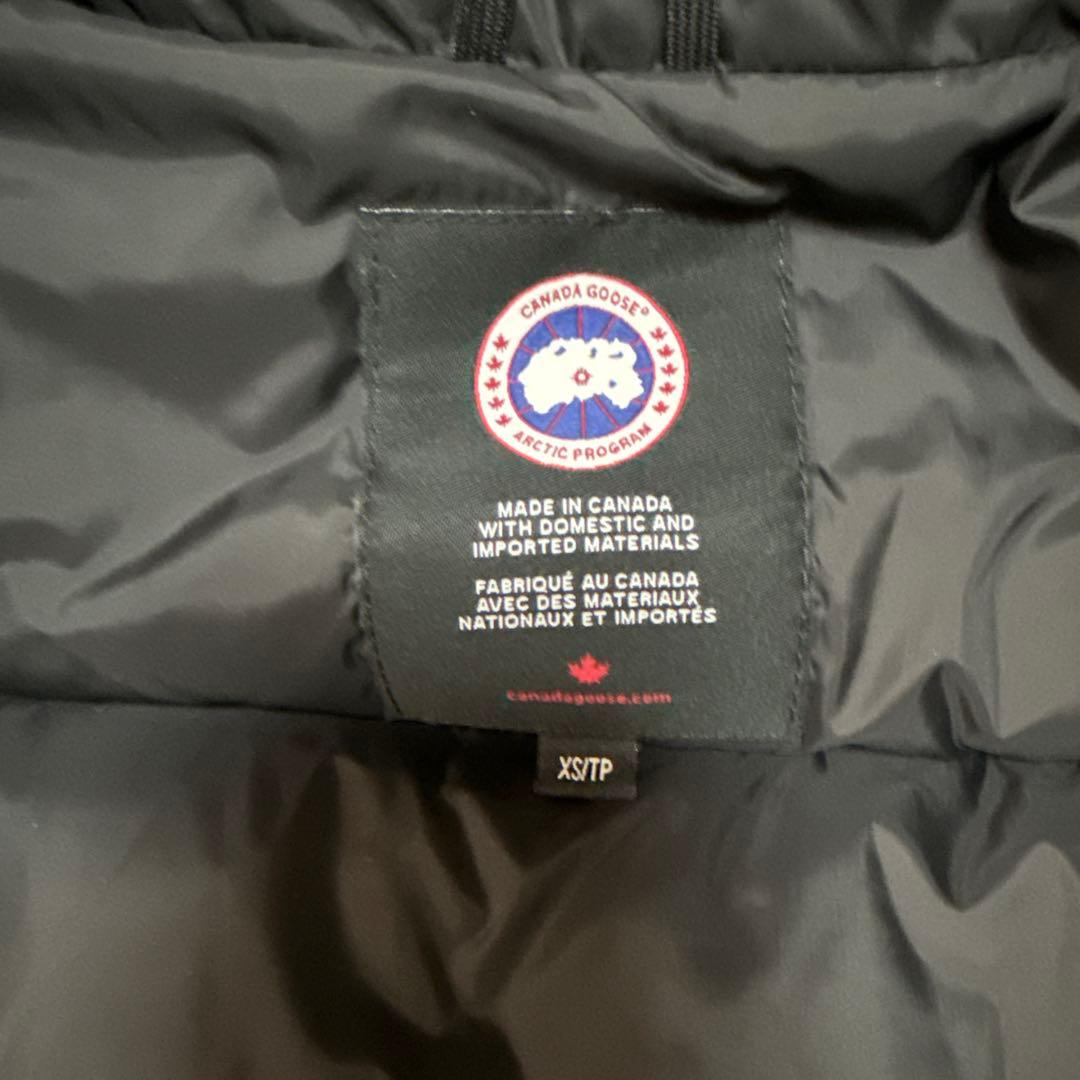 CANADA GOOSE®
ARCTIC PROGRAM
MADE IN CANADA
WITH DOMESTIC AND
IMPORTED MATERIALS
FABRIQUÉ AU CANADA
AVEC DES MATERIAUX
NATIONAUX ET IMPORTÉS
canadagoose.com
XS/TP